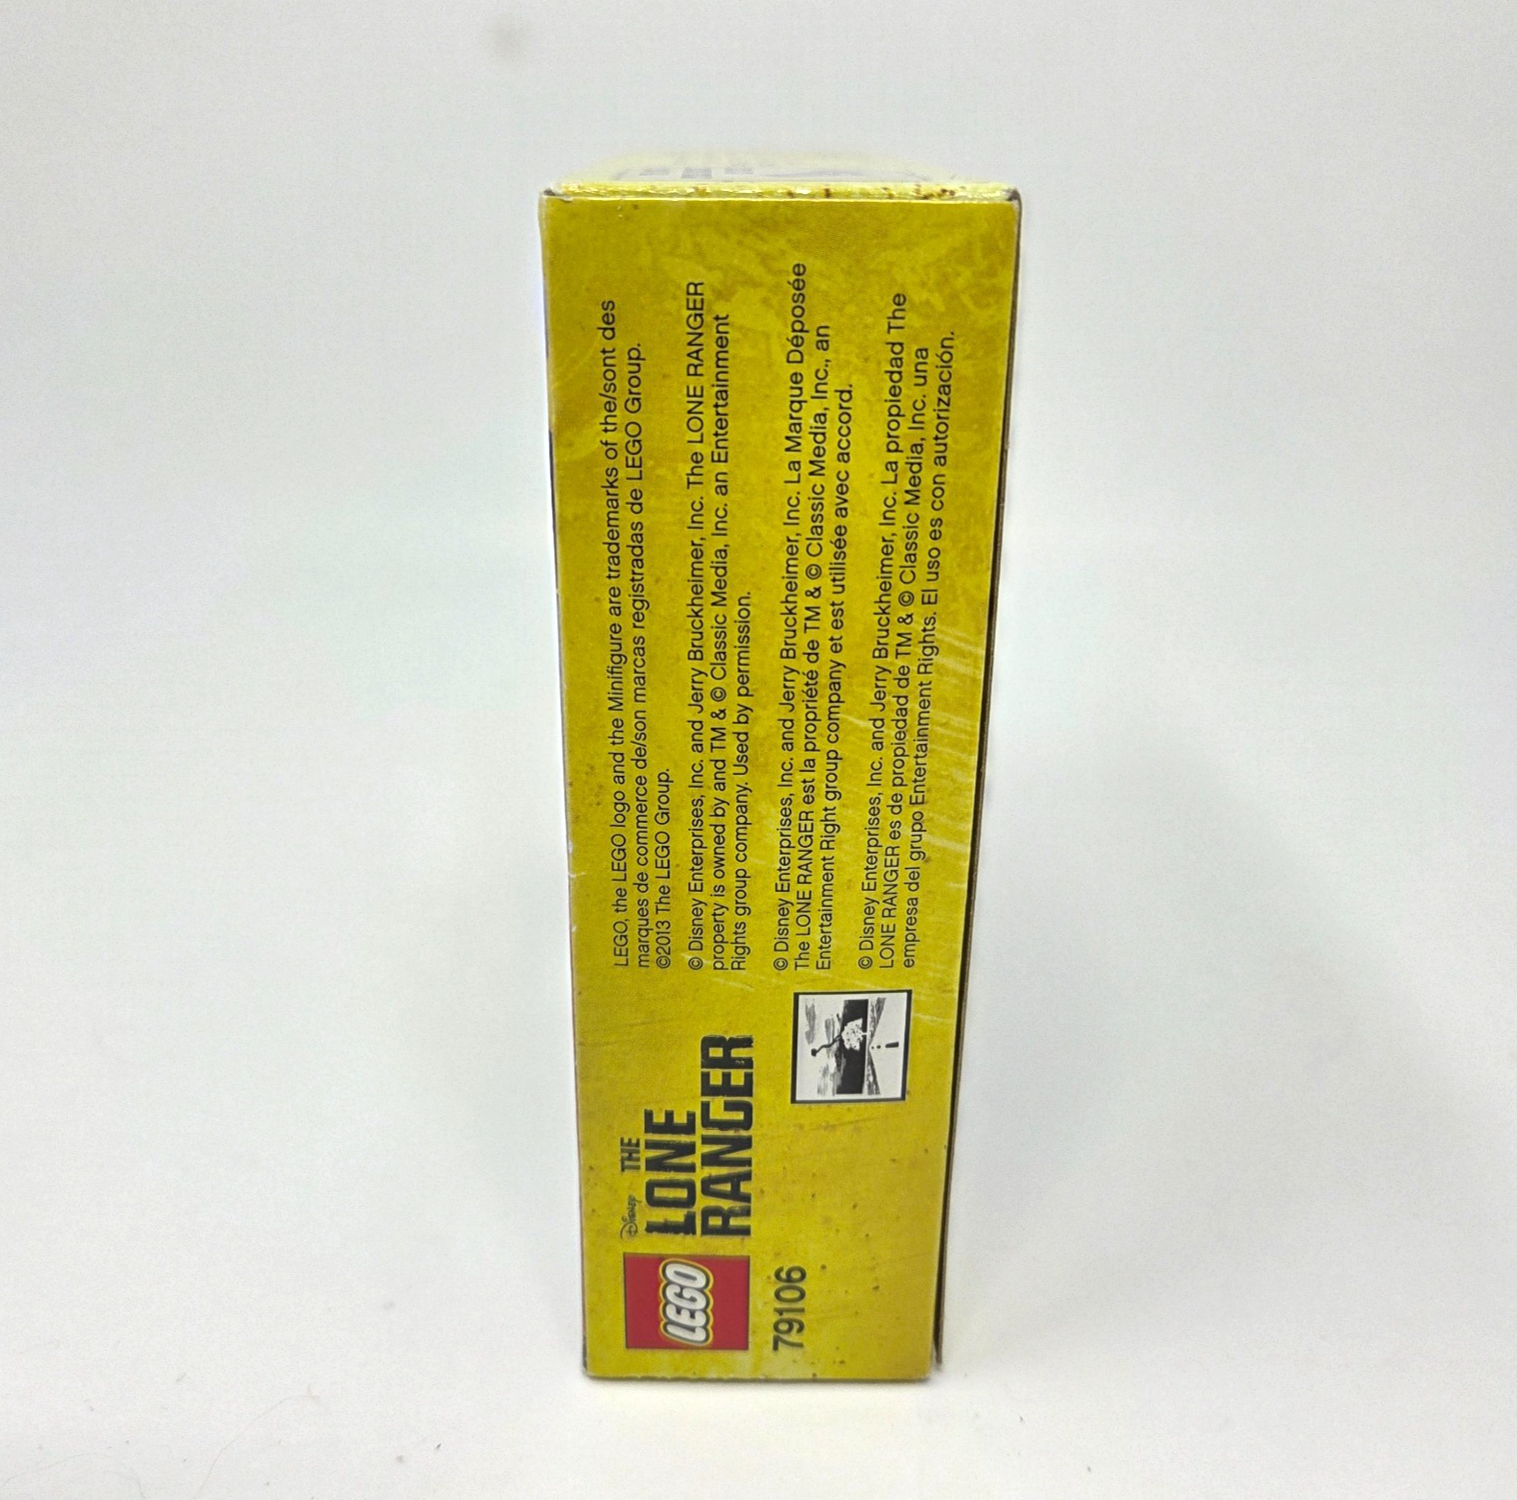 LEGO
Disney
THE
LONE
RANGER
79106
LEGO, the LEGO logo and the Minifigure are trademarks of the/sont des
marques de commerce de/son marcas registradas de LEGO Group.
©2013 The LEGO Group.
© Disney Enterprises, Inc. and Jerry Bruckheimer, Inc. The LONE RANGER
property is owned by and TM & © Classic Media, Inc. an Entertainment
Rights group company. Used by permission.
© Disney Enterprises, Inc. and Jerry Bruckheimer, Inc. La Marque Déposée
The LONE RANGER est la propriété de TM & © Classic Media, Inc., an
Entertainment Right group company et est utilisée avec accord.
© Disney Enterprises, Inc. and Jerry Bruckheimer, Inc. La propiedad The
LONE RANGER es de propiedad de TM & © Classic Media, Inc. una
empresa del grupo Entertainment Rights. El uso es con autorización.